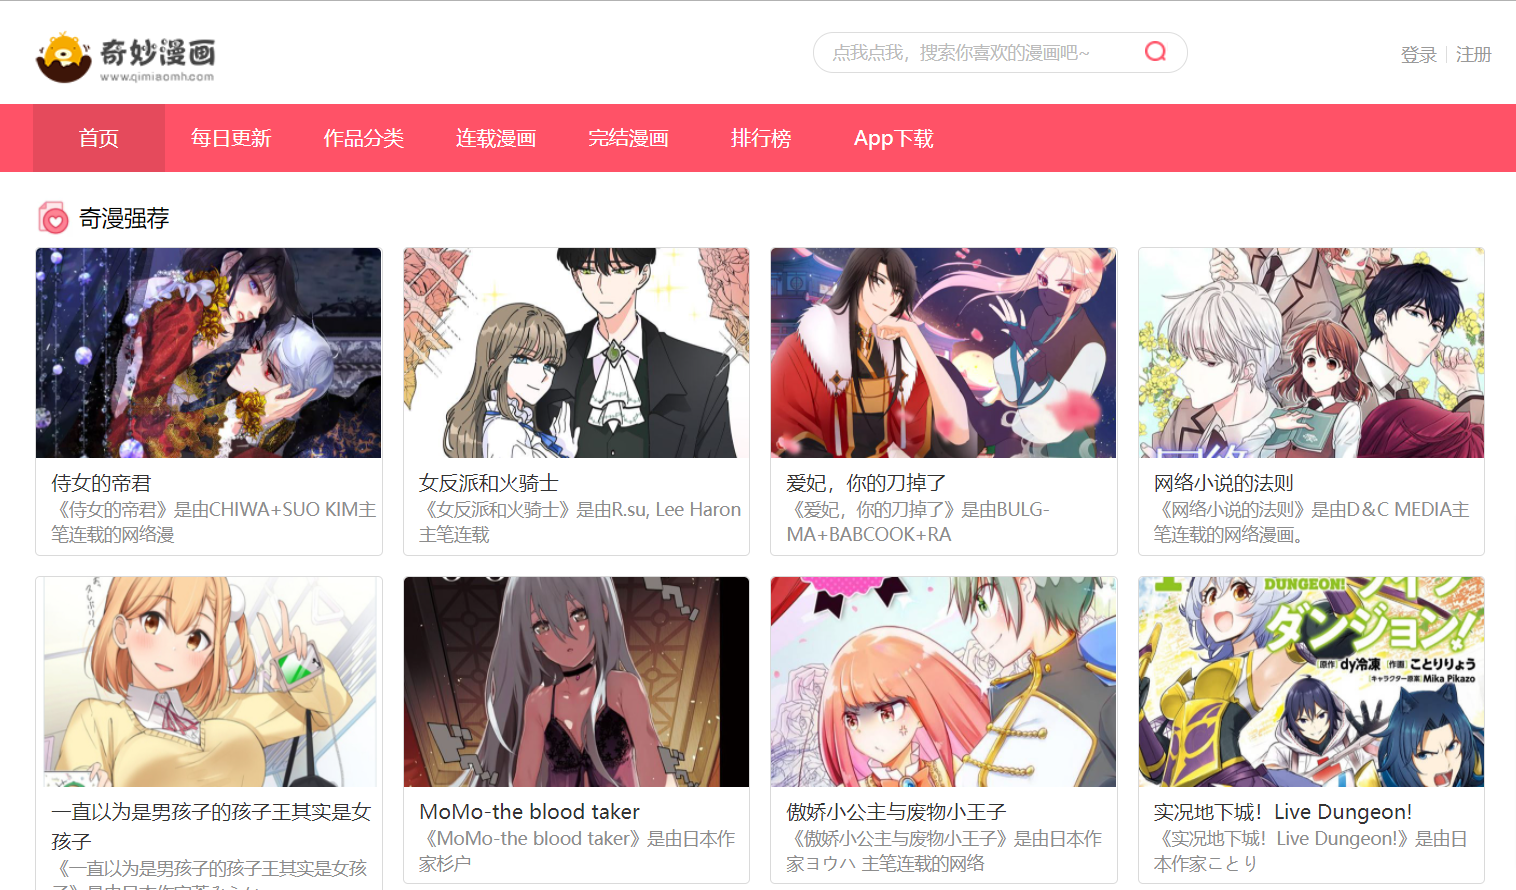 奇妙漫画
www.qimiaomh.com
点我点我，搜索你喜欢的漫画吧~
登录 注册
首页 每日更新 作品分类 连载漫画 完结漫画 排行榜 App下载
奇漫强荐
侍女的帝君
《侍女的帝君》是由CHIWA+SUO KIM主
笔连载的网络漫
女反派和火骑士
《女反派和火骑士》是由R.su, Lee Haron
主笔连载
爱妃，你的刀掉了
《爱妃，你的刀掉了》是由BULG-
MA+BABCOOK+RA
网络小说的法则
《网络小说的法则》是由D＆C MEDIA主
笔连载的网络漫画。
DUNGEON!
ダンジョン!
原作 dy冷凍 作画 ことりりょう
キャラクター原案 Mika Pikazo
一直以为是男孩子的孩子王其实是女
孩子
《一直以为是男孩子的孩子王其实是女孩
MoMo-the blood taker
《MoMo-the blood taker》是由日本作
家杉户
傲娇小公主与废物小王子
《傲娇小公主与废物小王子》是由日本作
家ヨウハ 主笔连载的网络
实况地下城！Live Dungeon!
《实况地下城！Live Dungeon!》是由日
本作家ことり